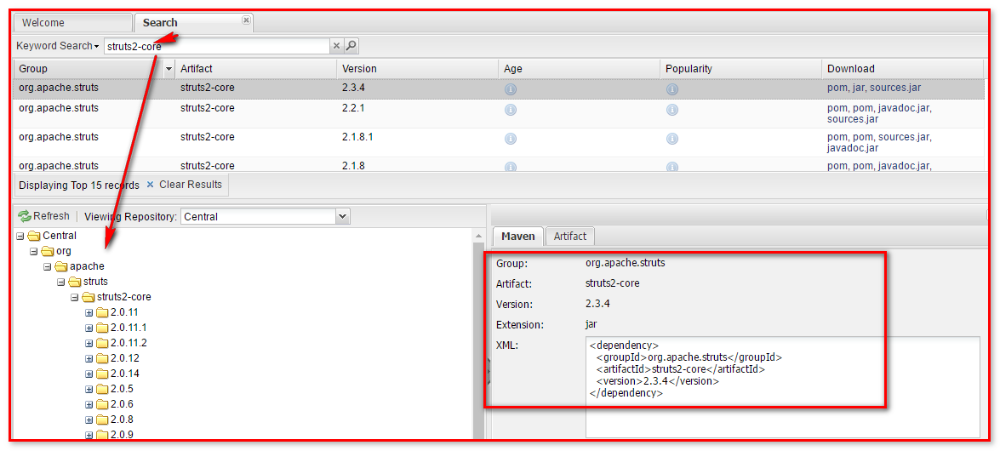 Welcome
Search
Keyword Search
struts2-core
Group Artifact Version Age Popularity Download
org.apache.struts struts2-core 2.3.4 pom, jar, sources.jar
org.apache.struts struts2-core 2.2.1 pom, pom, javadoc.jar,
sources.jar
org.apache.struts struts2-core 2.1.8.1 pom, pom, sources.jar,
javadoc.jar
org.apache.struts struts2-core 2.1.8 pom, pom, javadoc.jar,
Displaying Top 15 records Clear Results
Refresh Viewing Repository: Central
Central
org
apache
struts
struts2-core
2.0.11
2.0.11.1
2.0.11.2
2.0.12
2.0.14
2.0.5
2.0.6
2.0.8
2.0.9
Maven Artifact
Group: org.apache.struts
Artifact: struts2-core
Version: 2.3.4
Extension: jar
XML: <dependency>
<groupId>org.apache.struts</groupId>
<artifactId>struts2-core</artifactId>
<version>2.3.4</version>
</dependency>